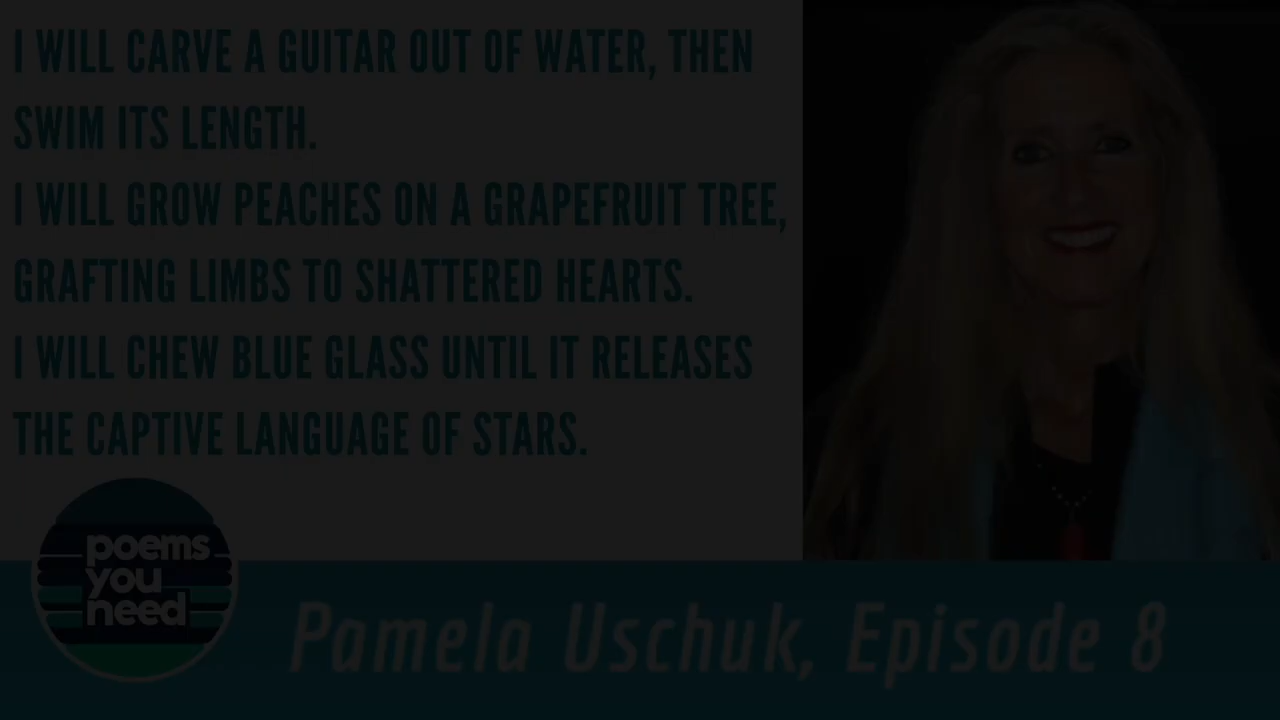 I WILL CARVE A GUITAR OUT OF WATER, THEN
SWIM ITS LENGTH.
I WILL GROW PEACHES ON A GRAPEFRUIT TREE,
GRAFTING LIMBS TO SHATTERED HEARTS.
I WILL CHEW BLUE GLASS UNTIL IT RELEASES
THE CAPTIVE LANGUAGE OF STARS.
poems
you
need
Pamela Uschuk, Episode 8